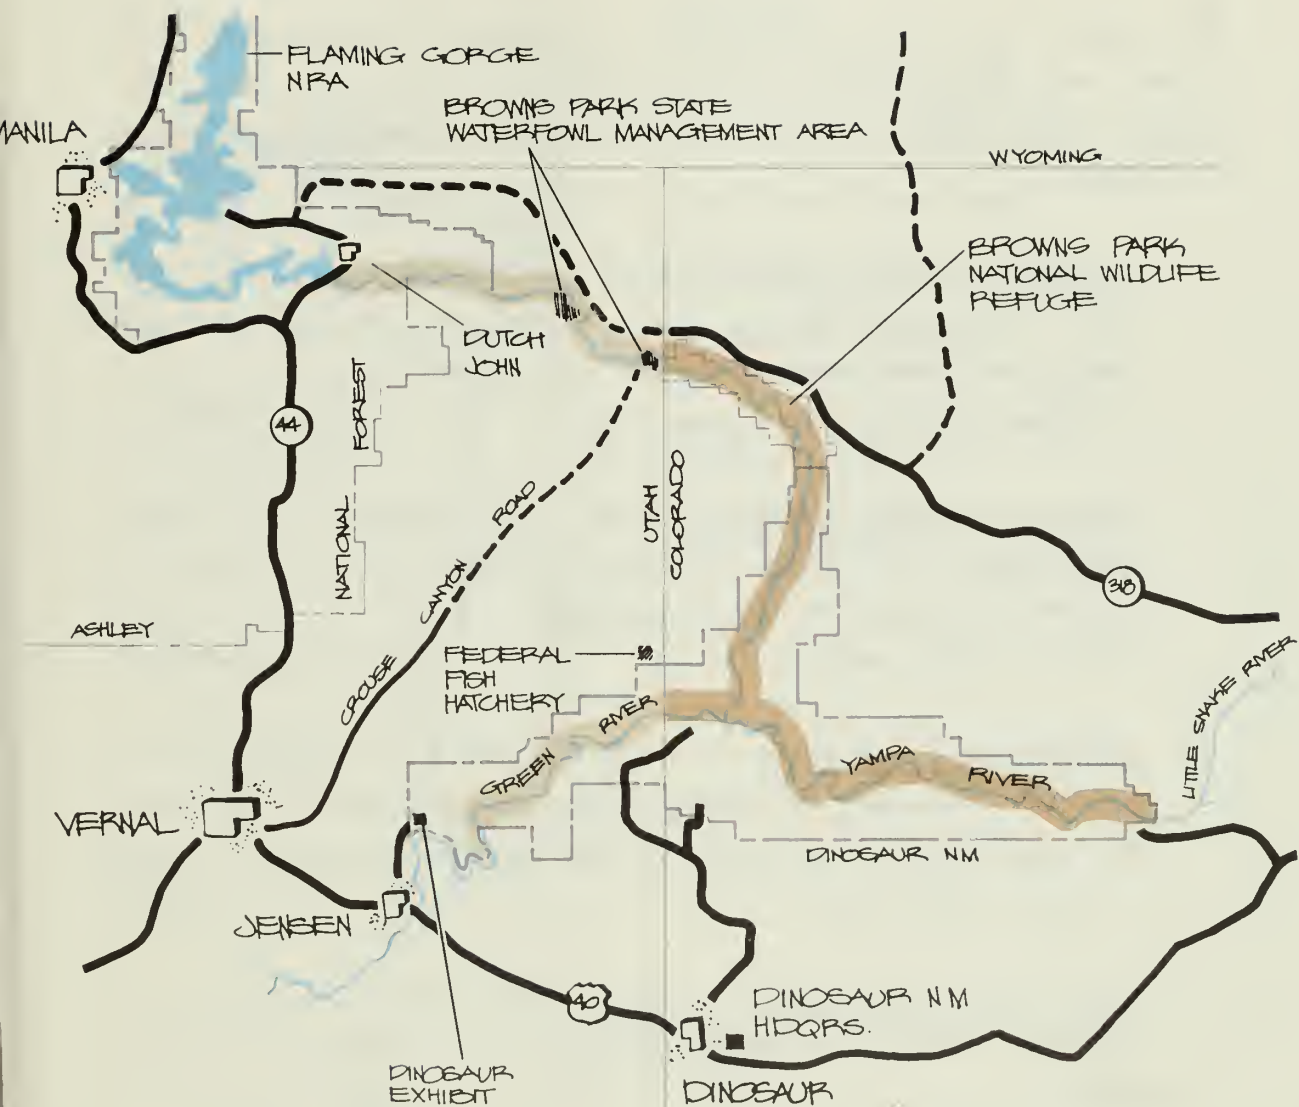 FLAMING GORGE
NRA
BROWNS PARK STATE
WATERFOWL MANAGEMENT AREA
MANILA
WYOMING
BROWNS PARK
NATIONAL WILDLIFE
REFUGE
DUTCH
JOHN
44
NATIONAL FOREST
UTAH
COLORADO
CROUSE CANYON ROAD
318
ASHLEY
FEDERAL
FISH
HATCHERY
GREEN RIVER
YAMPA RIVER
LITTLE SNAKE RIVER
VERNAL
DINOSAUR NM
JENSEN
40
DINOSAUR NM
HDQRS.
DINOSAUR
EXHIBIT
DINOSAUR